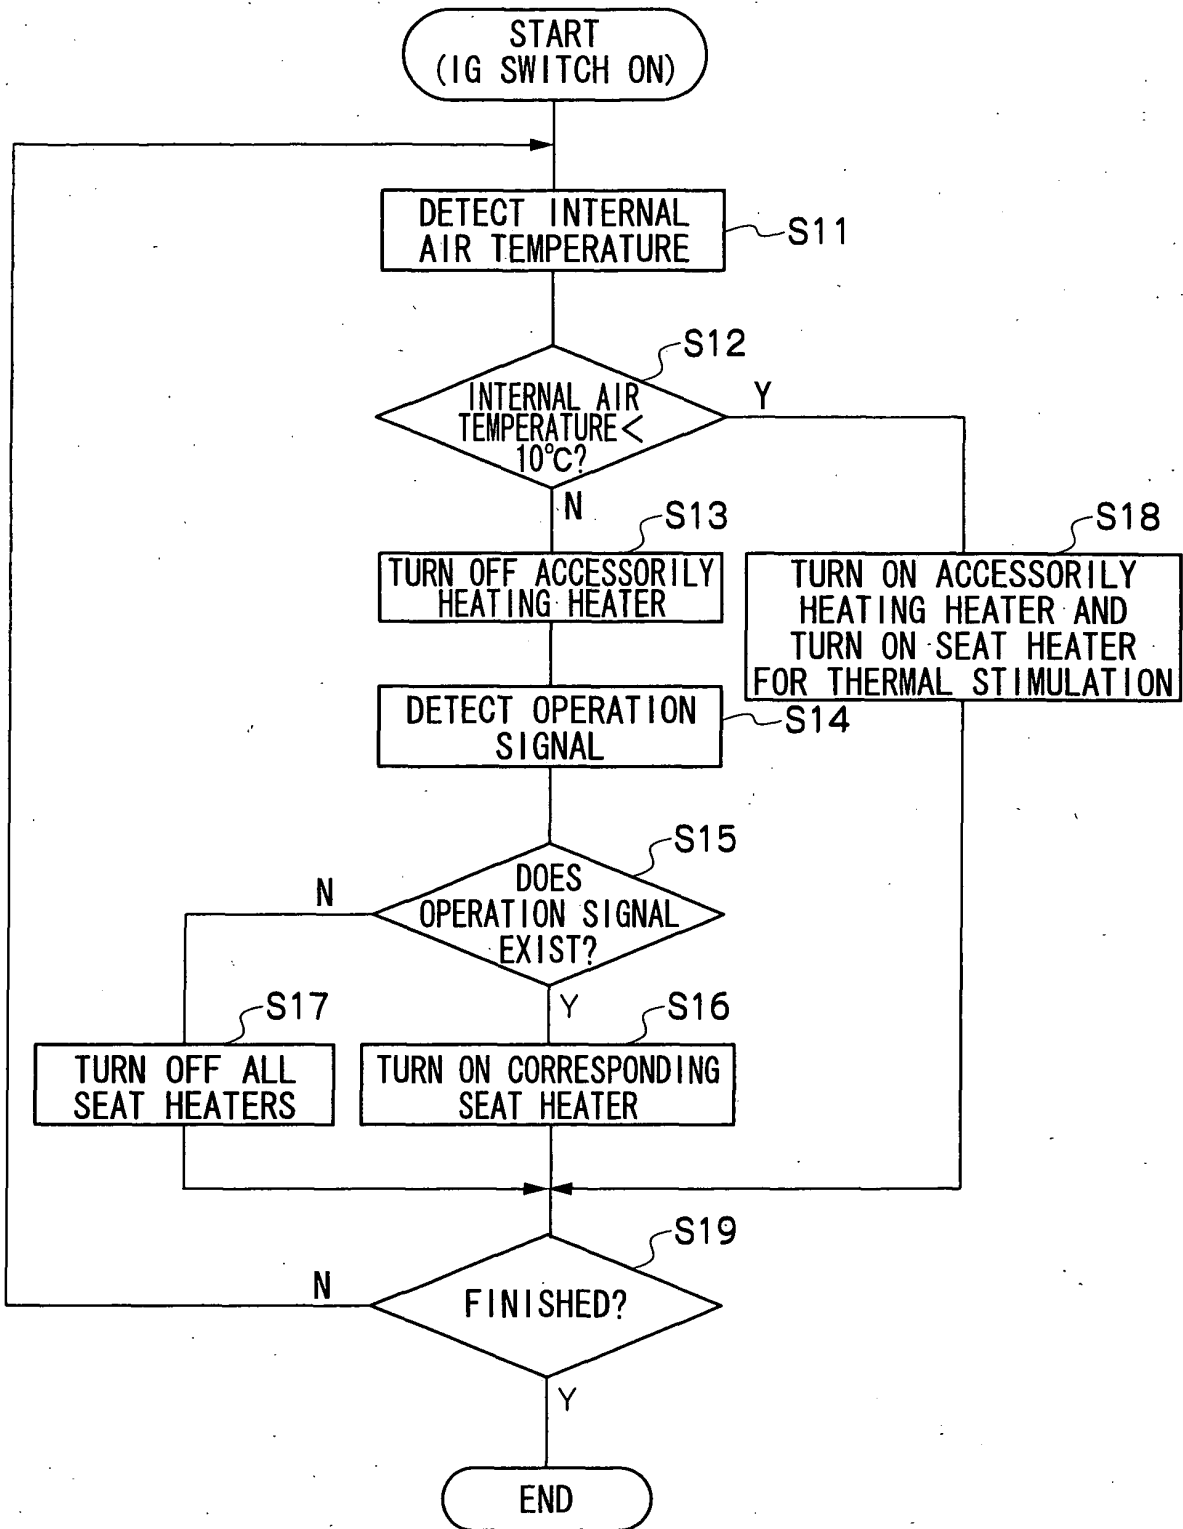 START
(IG SWITCH ON)
DETECT INTERNAL
AIR TEMPERATURE
S11
S12
INTERNAL AIR
TEMPERATURE <
10°C?
Y
N
S13
TURN OFF ACCESSORILY
HEATING HEATER
S18
TURN ON ACCESSORILY
HEATING HEATER AND
TURN ON SEAT HEATER
FOR THERMAL STIMULATION
DETECT OPERATION
SIGNAL
S14
S15
DOES
OPERATION SIGNAL
EXIST?
N
Y
S17
TURN OFF ALL
SEAT HEATERS
S16
TURN ON CORRESPONDING
SEAT HEATER
S19
FINISHED?
N
Y
END